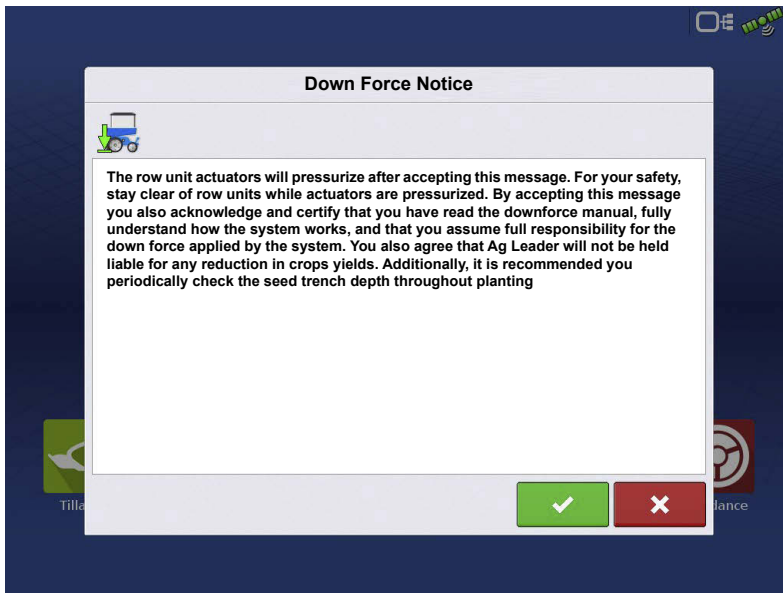 Down Force Notice
The row unit actuators will pressurize after accepting this message. For your safety,
stay clear of row units while actuators are pressurized. By accepting this message
you also acknowledge and certify that you have read the downforce manual, fully
understand how the system works, and that you assume full responsibility for the
down force applied by the system. You also agree that Ag Leader will not be held
liable for any reduction in crops yields. Additionally, it is recommended you
periodically check the seed trench depth throughout planting
Tilla
dance